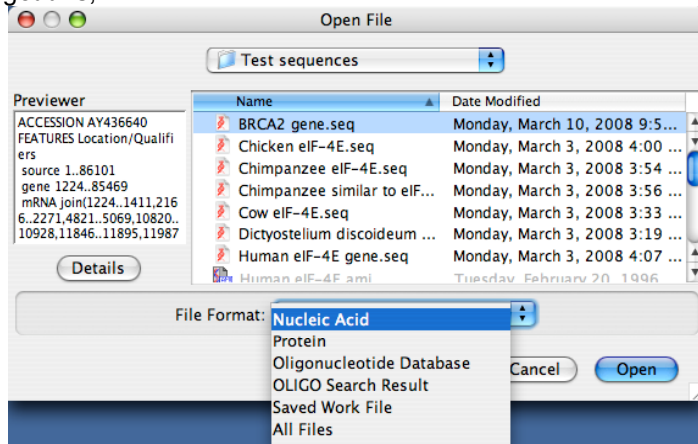 Open File
Test sequences
Previewer
ACCESSION AY436640
FEATURES Location/Qualifi
ers
source 1..86101
gene 1224..85469
mRNA join(1224..1411,216
6..2271,4821..5069,10820..
10928,11846..11895,11987
Details
Name Date Modified
BRCA2 gene.seq Monday, March 10, 2008 9:5...
Chicken eIF-4E.seq Monday, March 3, 2008 4:00 ...
Chimpanzee eIF-4E.seq Monday, March 3, 2008 3:54 ...
Chimpanzee similar to eIF... Monday, March 3, 2008 3:56 ...
Cow eIF-4E.seq Monday, March 3, 2008 3:33 ...
Dictyostelium discoideum ... Monday, March 3, 2008 3:19 ...
Human eIF-4E gene.seq Monday, March 3, 2008 4:07 ...
Human eIF-4E ami Tuesday, February 20, 1996
File Format: Nucleic Acid
Protein
Oligonucleotide Database
OLIGO Search Result
Saved Work File
All Files
Cancel Open